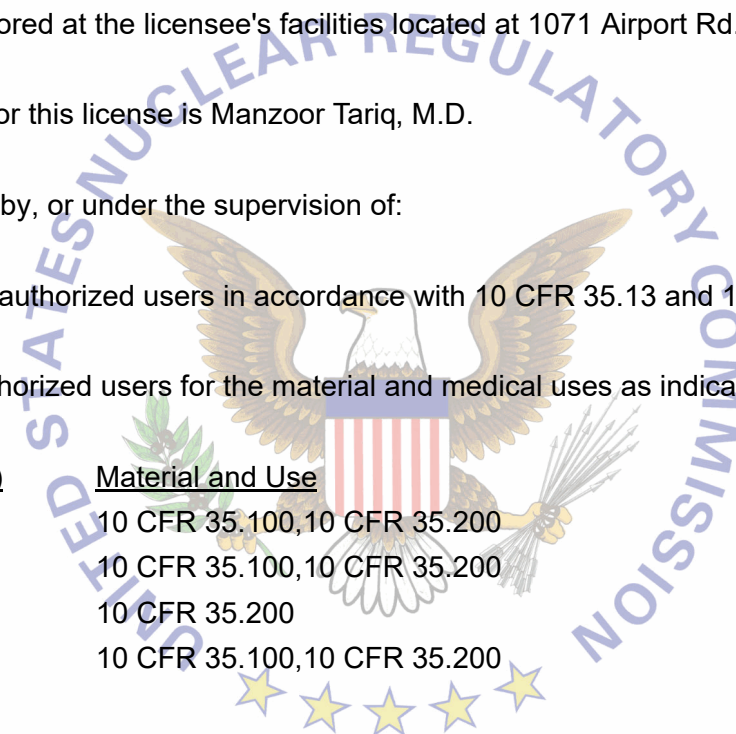 ored at the licensee's facilities located at 1071 Airport Rd.
or this license is Manzoor Tariq, M.D.
by, or under the supervision of:
authorized users in accordance with 10 CFR 35.13 and 1
horized users for the material and medical uses as indica
) Material and Use
10 CFR 35.100,10 CFR 35.200
10 CFR 35.100,10 CFR 35.200
10 CFR 35.200
10 CFR 35.100,10 CFR 35.200
UNITED STATES NUCLEAR REGULATORY COMMISSION